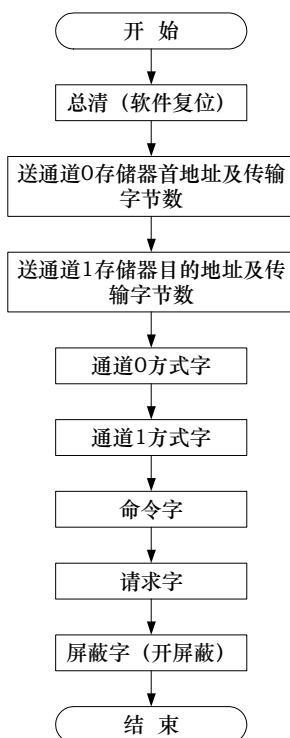 开 始
总清（软件复位）
送通道0存储器首地址及传输
字节数
送通道1存储器目的地址及传
输字节数
通道0方式字
通道1方式字
命令字
请求字
屏蔽字（开屏蔽）
结 束